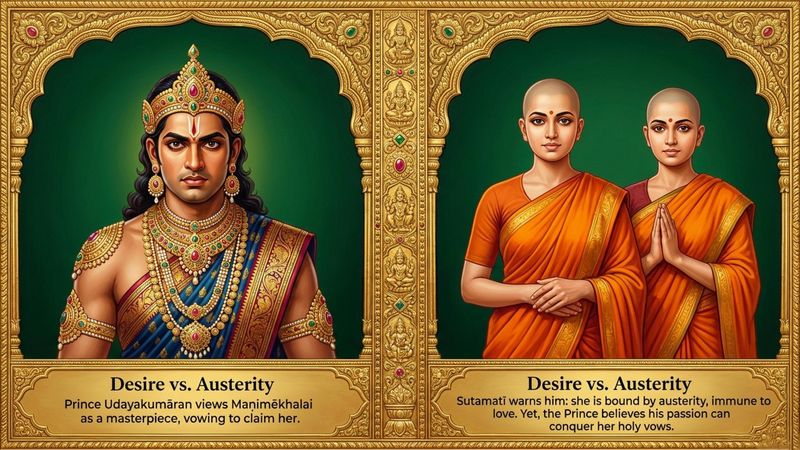 Desire vs. Austerity
Prince Udayakumāran views Maṇimēkhalai
as a masterpiece, vowing to claim her.
Desire vs. Austerity
Sutamatī warns him: she is bound by austerity, immune to
love. Yet, the Prince believes his passion can
conquer her holy vows.